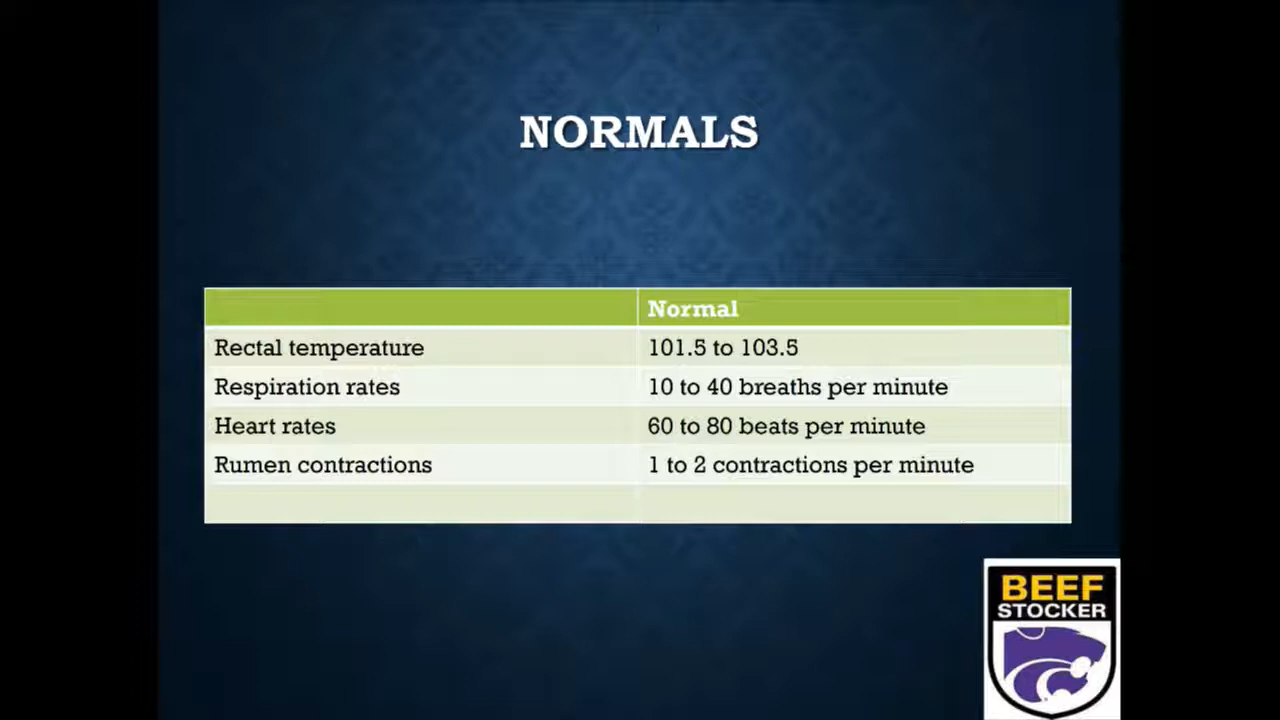 NORMALS
Normal
Rectal temperature 101.5 to 103.5
Respiration rates 10 to 40 breaths per minute
Heart rates 60 to 80 beats per minute
Rumen contractions 1 to 2 contractions per minute
BEEF
STOCKER